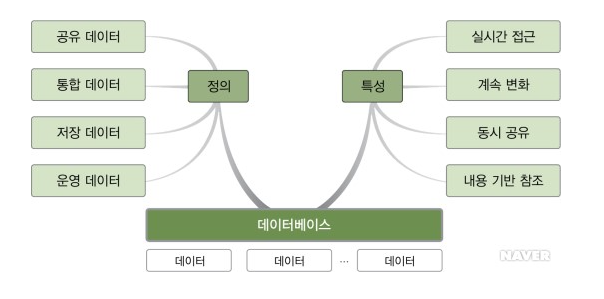 공유 데이터
통합 데이터
저장 데이터
운영 데이터
정의
특성
실시간 접근
계속 변화
동시 공유
내용 기반 참조
데이터베이스
데이터
데이터
...
데이터
NAVER